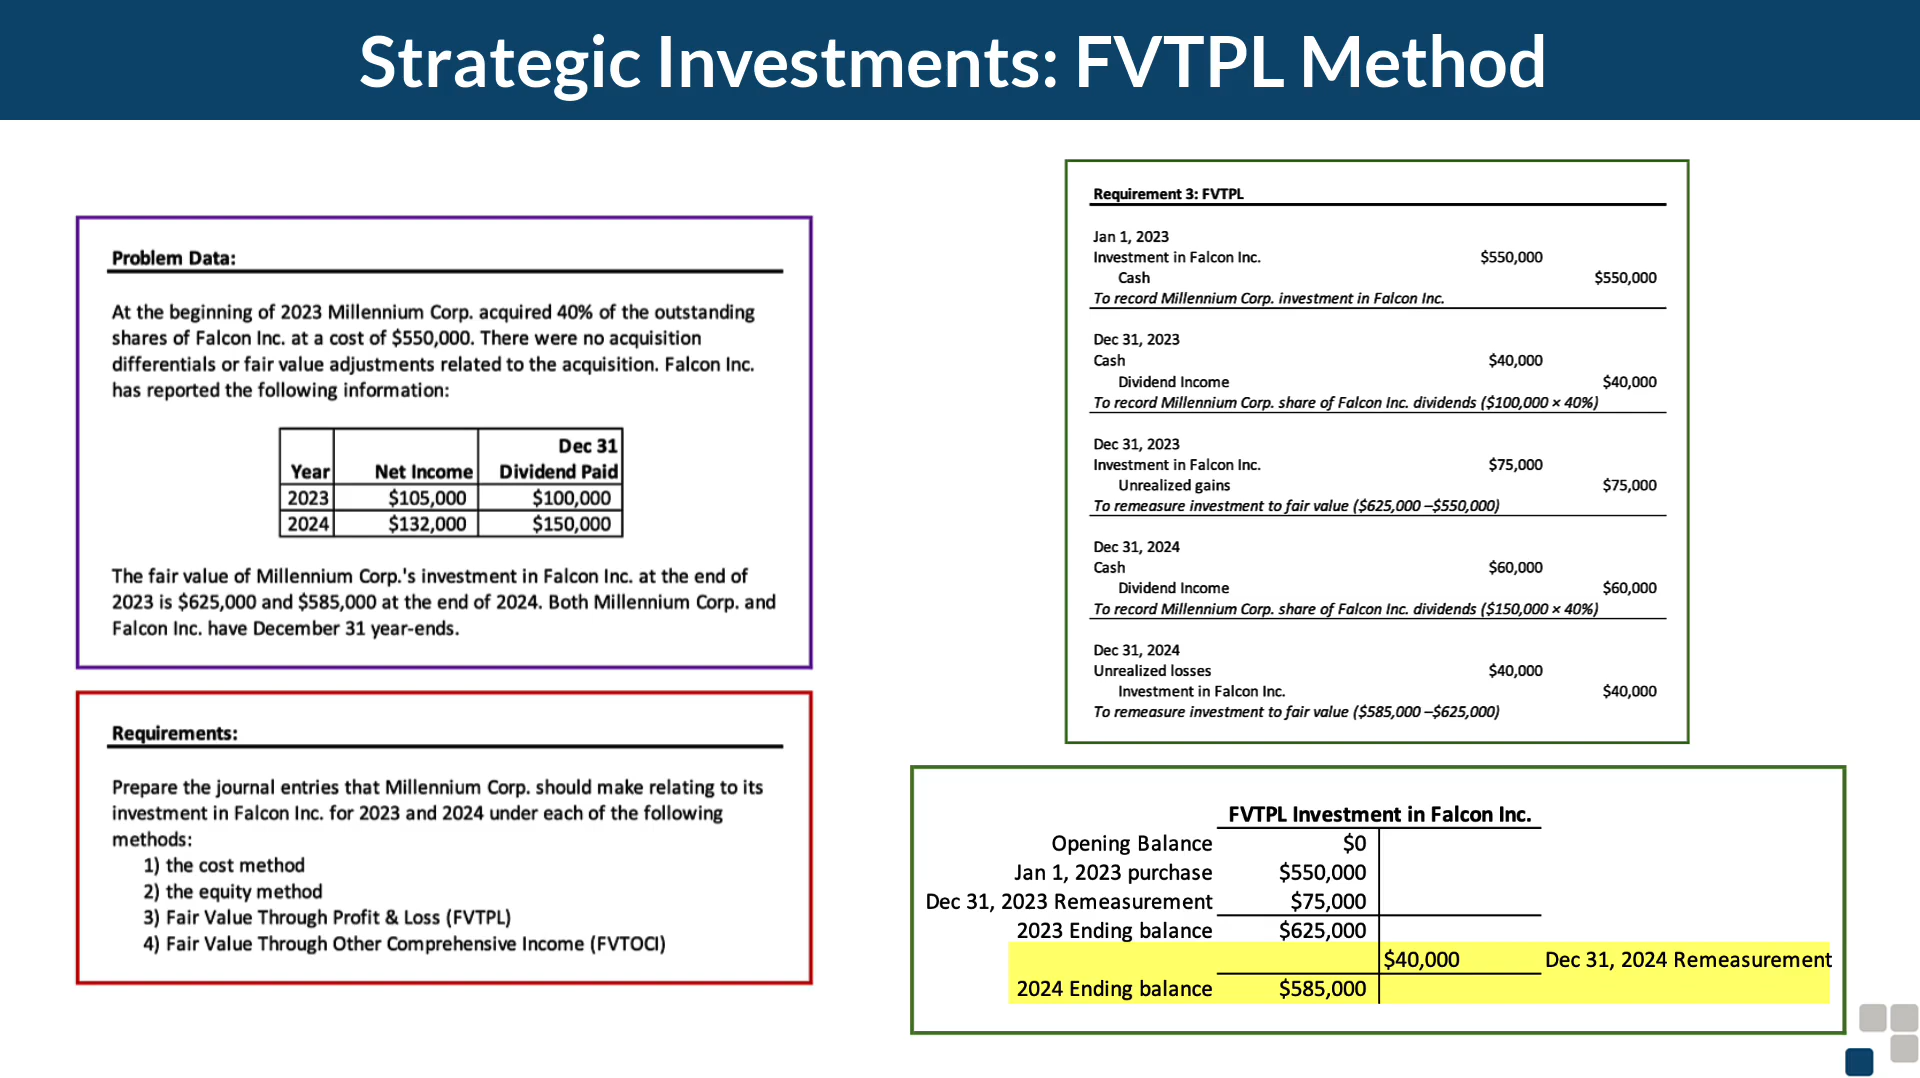 Strategic Investments: FVTPL Method
Problem Data:
At the beginning of 2023 Millennium Corp. acquired 40% of the outstanding
shares of Falcon Inc. at a cost of $550,000. There were no acquisition
differentials or fair value adjustments related to the acquisition. Falcon Inc.
has reported the following information:
Dec 31
Year Net Income Dividend Paid
2023 $105,000 $100,000
2024 $132,000 $150,000
The fair value of Millennium Corp.'s investment in Falcon Inc. at the end of
2023 is $625,000 and $585,000 at the end of 2024. Both Millennium Corp. and
Falcon Inc. have December 31 year-ends.
Requirements:
Prepare the journal entries that Millennium Corp. should make relating to its
investment in Falcon Inc. for 2023 and 2024 under each of the following
methods:
1) the cost method
2) the equity method
3) Fair Value Through Profit & Loss (FVTPL)
4) Fair Value Through Other Comprehensive Income (FVTOCI)
Requirement 3: FVTPL
Jan 1, 2023
Investment in Falcon Inc. $550,000
Cash $550,000
To record Millennium Corp. investment in Falcon Inc.
Dec 31, 2023
Cash $40,000
Dividend Income $40,000
To record Millennium Corp. share of Falcon Inc. dividends ($100,000 × 40%)
Dec 31, 2023
Investment in Falcon Inc. $75,000
Unrealized gains $75,000
To remeasure investment to fair value ($625,000 –$550,000)
Dec 31, 2024
Cash $60,000
Dividend Income $60,000
To record Millennium Corp. share of Falcon Inc. dividends ($150,000 × 40%)
Dec 31, 2024
Unrealized losses $40,000
Investment in Falcon Inc. $40,000
To remeasure investment to fair value ($585,000 –$625,000)
FVTPL Investment in Falcon Inc.
Opening Balance $0
Jan 1, 2023 purchase $550,000
Dec 31, 2023 Remeasurement $75,000
2023 Ending balance $625,000
$40,000 Dec 31, 2024 Remeasurement
2024 Ending balance $585,000